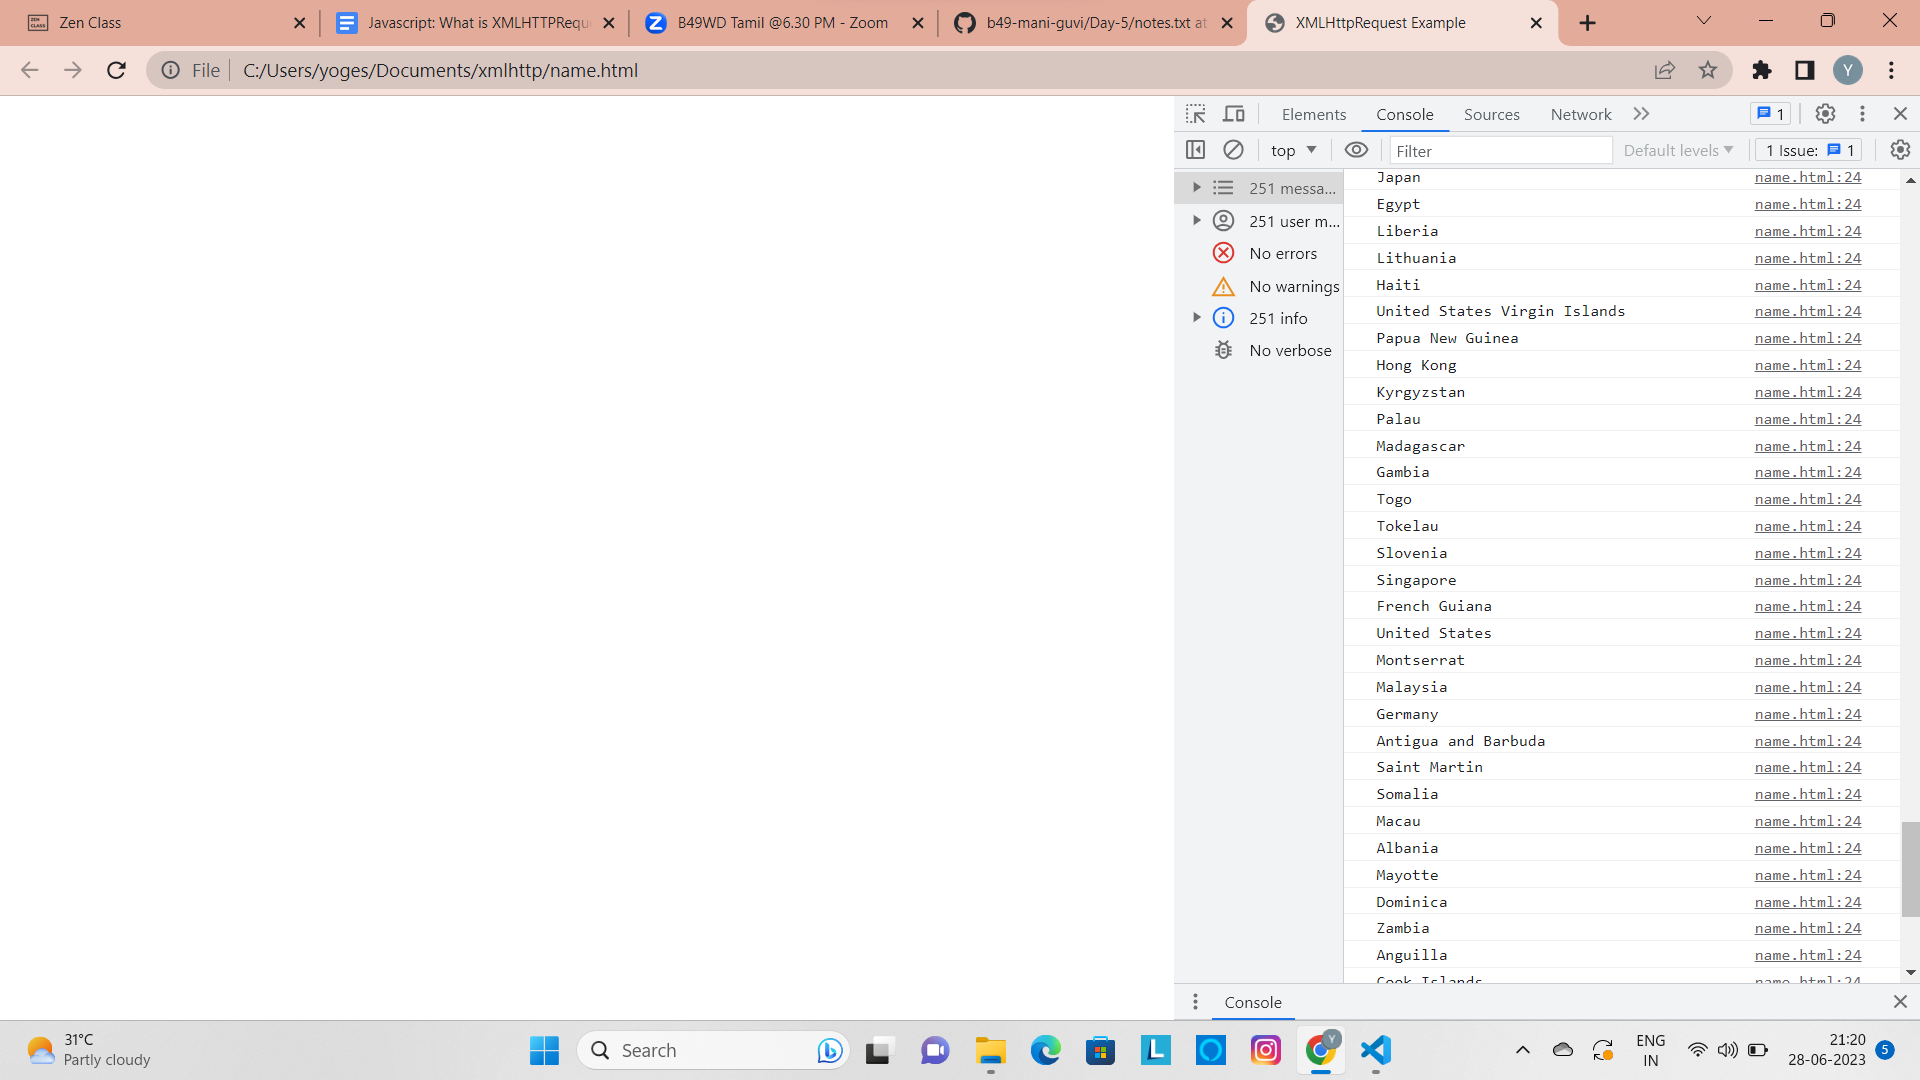 Zen Class
Javascript: What is XMLHTTPReque
B49WD Tamil @6.30 PM - Zoom
b49-mani-guvi/Day-5/notes.txt at
XMLHttpRequest Example
File
C:/Users/yoges/Documents/xmlhttp/name.html
Y
Elements Console Sources Network 1
top Filter Default levels 1 Issue: 1
251 messa...
251 user m...
No errors
No warnings
251 info
No verbose
Japan name.html:24
Egypt name.html:24
Liberia name.html:24
Lithuania name.html:24
Haiti name.html:24
United States Virgin Islands name.html:24
Papua New Guinea name.html:24
Hong Kong name.html:24
Kyrgyzstan name.html:24
Palau name.html:24
Madagascar name.html:24
Gambia name.html:24
Togo name.html:24
Tokelau name.html:24
Slovenia name.html:24
Singapore name.html:24
French Guiana name.html:24
United States name.html:24
Montserrat name.html:24
Malaysia name.html:24
Germany name.html:24
Antigua and Barbuda name.html:24
Saint Martin name.html:24
Somalia name.html:24
Macau name.html:24
Albania name.html:24
Mayotte name.html:24
Dominica name.html:24
Zambia name.html:24
Anguilla name.html:24
Cook Islands name.html:24
Console
31°C
Partly cloudy
Search
L
Y
ENG
IN
21:20
28-06-2023
5